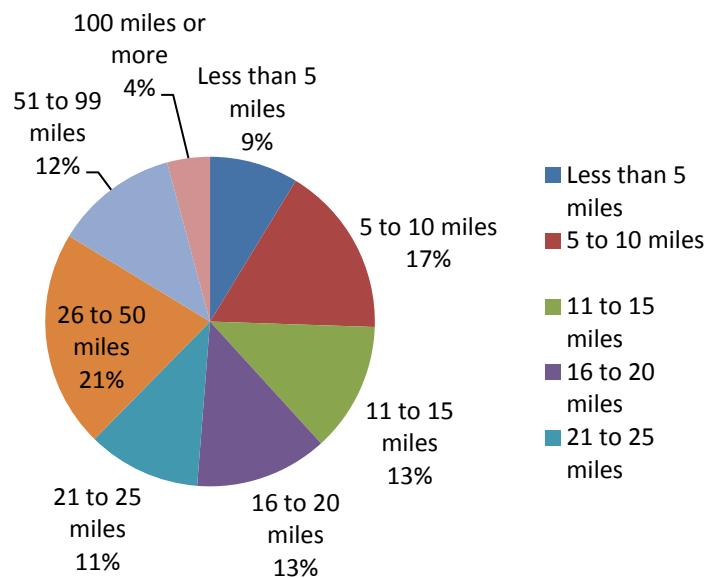 100 miles or
more
4%
Less than 5
miles
9%
51 to 99
miles
12%
5 to 10 miles
17%
26 to 50
miles
21%
11 to 15
miles
13%
21 to 25
miles
11%
16 to 20
miles
13%
Less than 5
miles
5 to 10 miles
11 to 15
miles
16 to 20
miles
21 to 25
miles